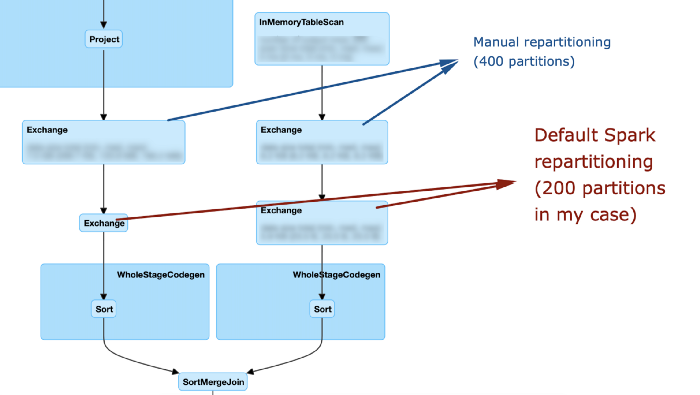 Project
InMemoryTableScan
Manual repartitioning
(400 partitions)
Exchange
Exchange
Default Spark
repartitioning
(200 partitions
in my case)
Exchange
Exchange
WholeStageCodegen
WholeStageCodegen
Sort
Sort
SortMergeJoin